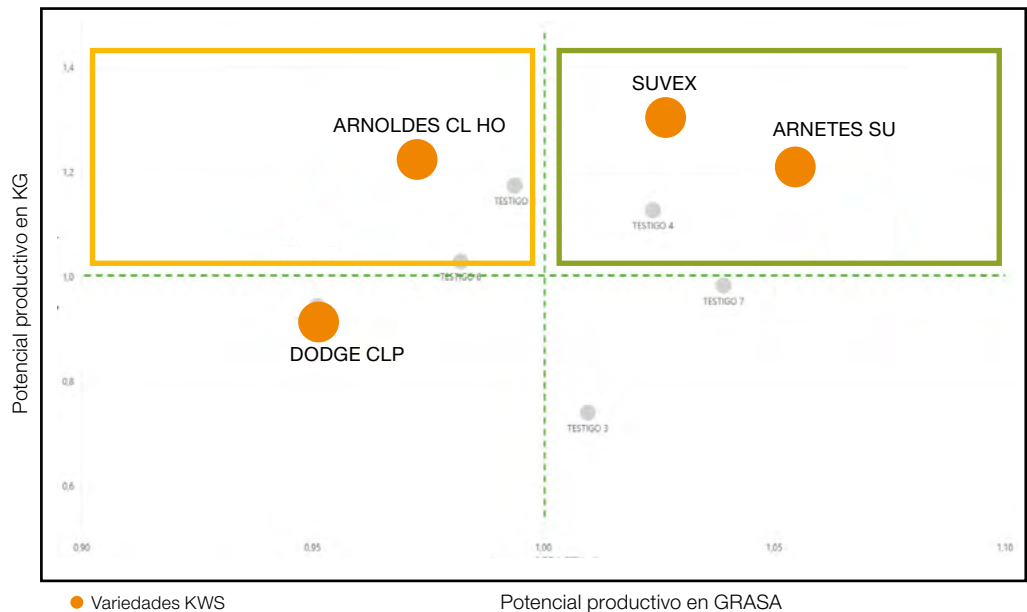 Potencial productivo en KG
1,4
SUVEX
ARNOLDES CL HO
ARNETES SU
1,2
TESTIGO
TESTIGO 4
1,0
TESTIGO 7
DODGE CLP
0,8
TESTIGO 3
0,6
0,90
0,95
1,00
1,05
1,10
Variedades KWS
Potencial productivo en GRASA